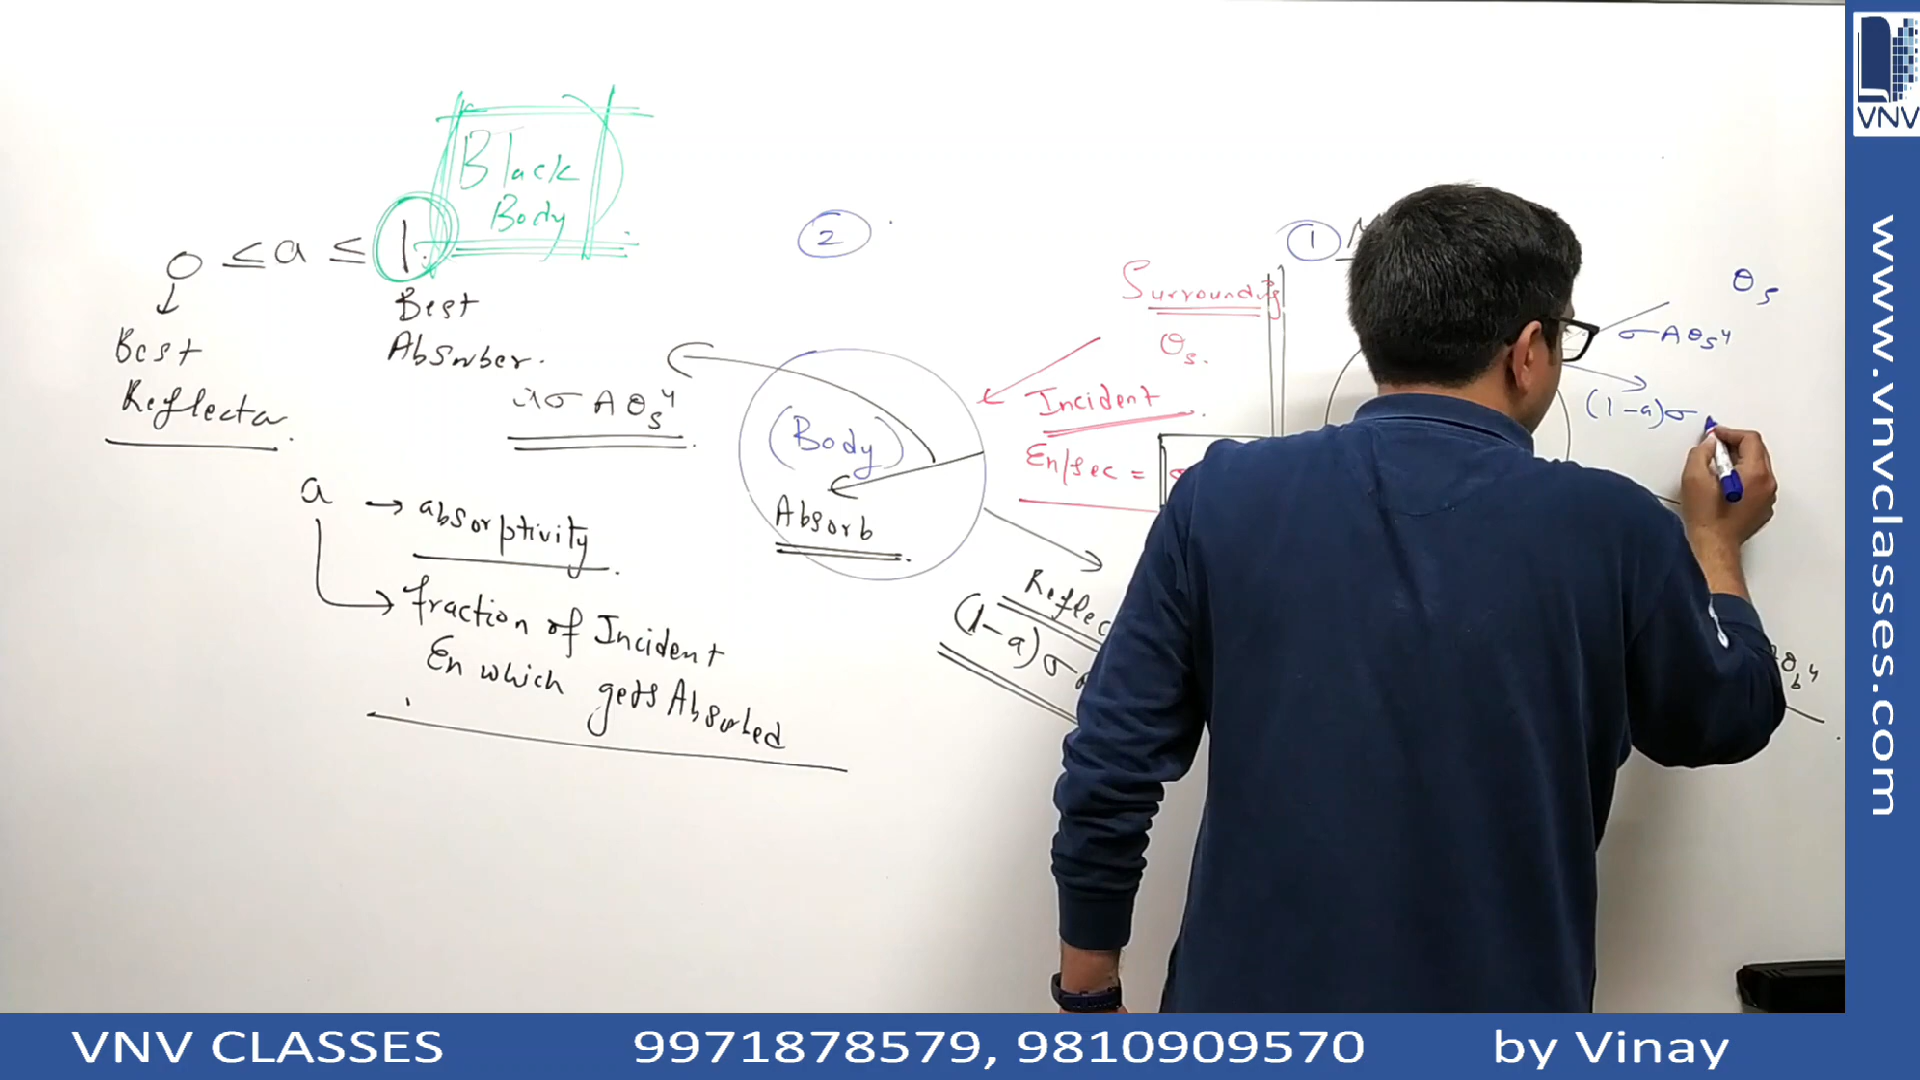 Black
Body
0 ≤ a ≤ 1.
Best
Reflector.
Best
Absorber.
a σ A θs⁴
a → absorptivity
fraction of Incident
En which gets Absorbed
2
(Body)
Absorb
Surrounding
θs.
Incident
En/sec =
Reflec
(1-a) σ
1
θs
σ A θs⁴
(1-a) σ
θb⁴
VNV
www.vnvclasses.com
VNV CLASSES 9971878579, 9810909570 by Vinay